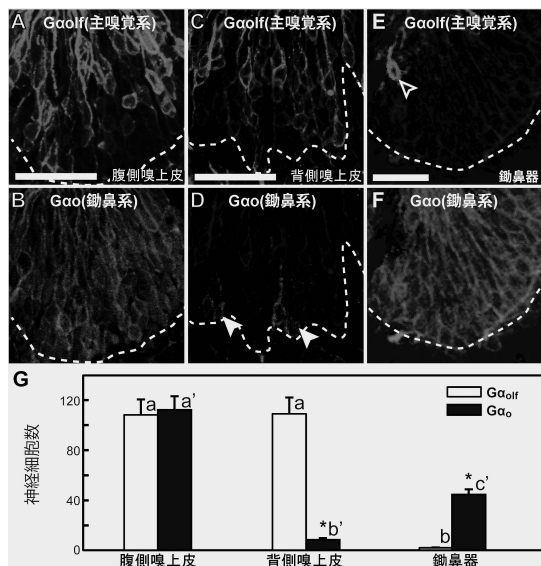 A Gαolf(主嗅覚系)
C Gαolf(主嗅覚系)
E Gαolf(主嗅覚系)
腹側嗅上皮
背側嗅上皮
鋤鼻器
B Gαo(鋤鼻系)
D Gαo(鋤鼻系)
F Gαo(鋤鼻系)
G
神経細胞数
120
80
40
0
a a’
a *b’
b *c’
Gαolf
Gαo
腹側嗅上皮 背側嗅上皮 鋤鼻器